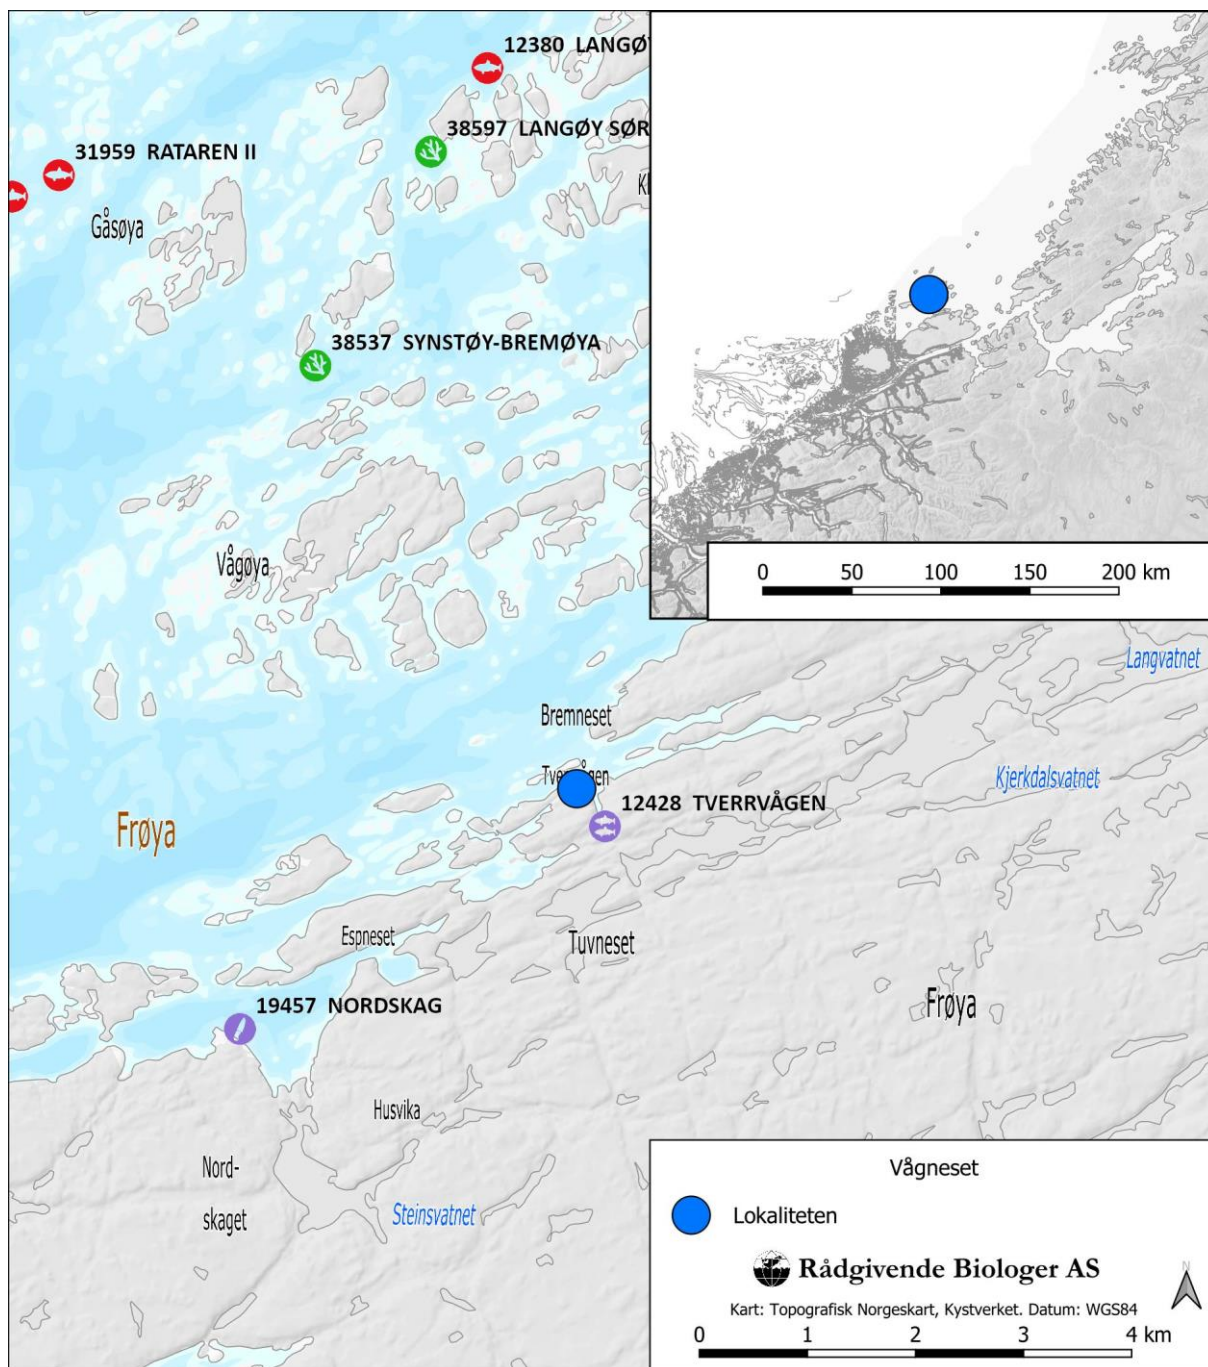 12380 LANGØY
38597 LANGØY SØR
31959 RATAREN II
Gåsøya
38537 SYNSTØY-BREMØYA
Vågøya
0 50 100 150 200 km
Langvatnet
Bremneset
Kjerkdalsvatnet
12428 TVERRVÅGEN
Frøya
Espneset
Tuvneset
19457 NORDSKAG
Frøya
Husvika
Nord-
skaget
Steinsvatnet
Vågneset
Lokaliteten
Rådgivende Biologer AS
N
Kart: Topografisk Norgeskart, Kystverket. Datum: WGS84
0 1 2 3 4 km